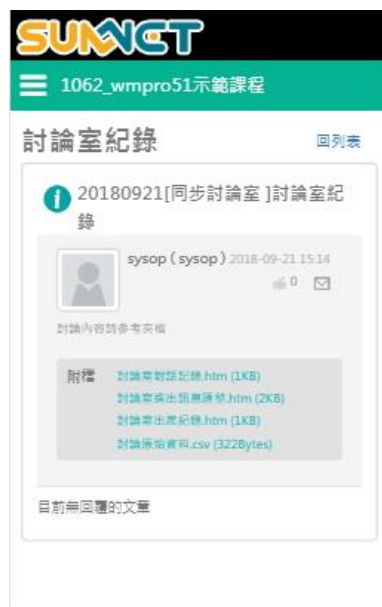 SUNNET
1062_wmpro51示範課程
討論室紀錄
回列表
20180921[同步討論室 ]討論室紀
錄
sysop ( sysop ) 2018-09-21 15:14
0
討論內容請參考夾檔
附檔
討論室對話記錄.htm (1KB)
討論室進出訊息匯整.htm (2KB)
討論室出席紀錄.htm (1KB)
討論原始資料.csv (322Bytes)
目前無回覆的文章